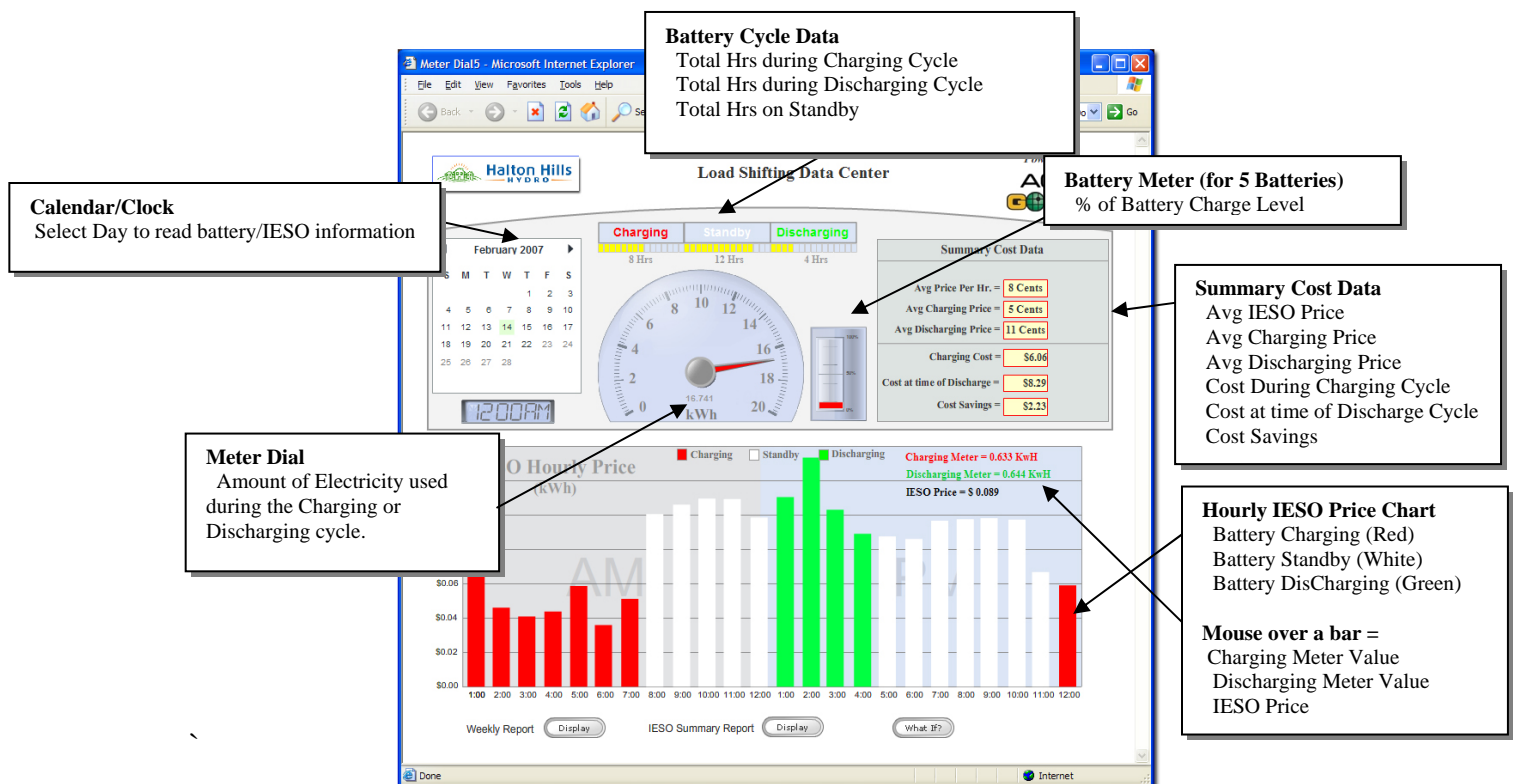 Battery Cycle Data
Total Hrs during Charging Cycle
Total Hrs during Discharging Cycle
Total Hrs on Standby
Meter Dial5 - Microsoft Internet Explorer
File Edit View Favorites Tools Help
Back
Go
Halton Hills
HYDRO
Load Shifting Data Center
Battery Meter (for 5 Batteries)
% of Battery Charge Level
Calendar/Clock
Select Day to read battery/IESO information
February 2007
S M T W T F S
1 2 3
4 5 6 7 8 9 10
11 12 13 14 15 16 17
18 19 20 21 22 23 24
25 26 27 28
12:00AM
Charging Standby Discharging
8 Hrs 12 Hrs 4 Hrs
0 2 4 6 8 10 12 14 16 18 20
16.741
kWh
100%
50%
0%
Summary Cost Data
Avg Price Per Hr. = 8 Cents
Avg Charging Price = 5 Cents
Avg Discharging Price = 11 Cents
Charging Cost = $6.06
Cost at time of Discharge = $8.29
Cost Savings = $2.23
Summary Cost Data
Avg IESO Price
Avg Charging Price
Avg Discharging Price
Cost During Charging Cycle
Cost at time of Discharge Cycle
Cost Savings
Meter Dial
Amount of Electricity used
during the Charging or
Discharging cycle.
O Hourly Price
(kWh)
Charging Standby Discharging
Charging Meter = 0.633 KwH
Discharging Meter = 0.644 KwH
IESO Price = $ 0.089
AM
$0.06
$0.04
$0.02
$0.00
1:00 2:00 3:00 4:00 5:00 6:00 7:00 8:00 9:00 10:00 11:00 12:00 1:00 2:00 3:00 4:00 5:00 6:00 7:00 8:00 9:00 10:00 11:00 12:00
Hourly IESO Price Chart
Battery Charging (Red)
Battery Standby (White)
Battery DisCharging (Green)
Mouse over a bar =
Charging Meter Value
Discharging Meter Value
IESO Price
Weekly Report Display IESO Summary Report Display What If?
`
Done Internet